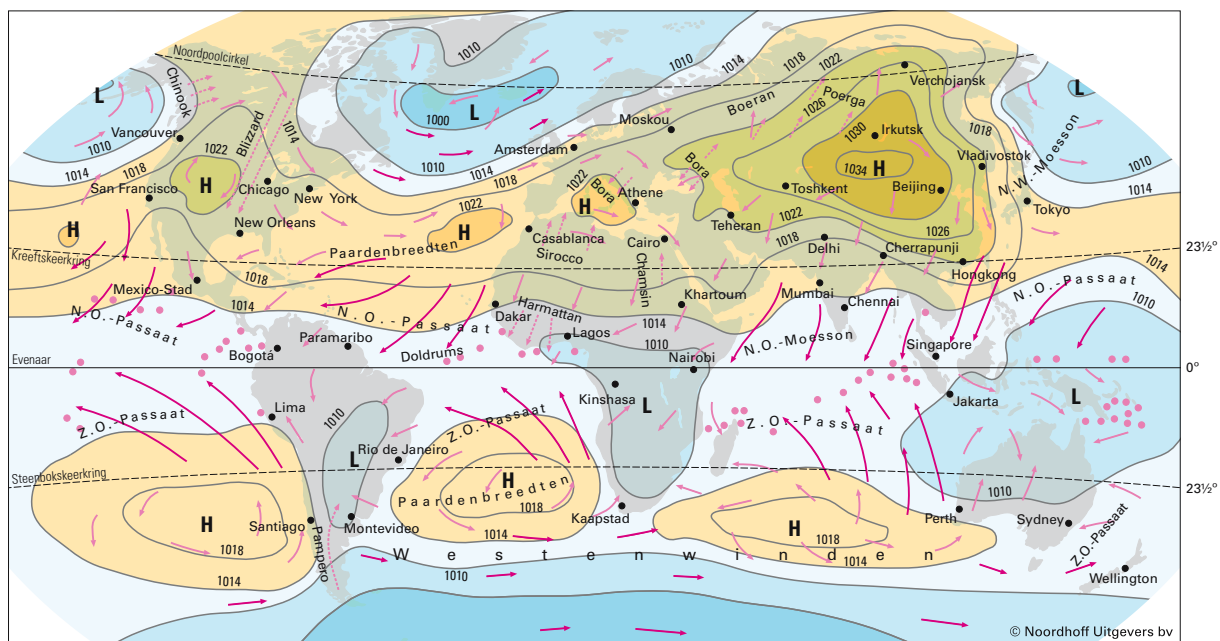 Noordpoolcirkel
1010
1010
1014
1018
1022
Verchojansk
L
Chinook
L
1000
Boeran
1026
Poerga
L
Vancouver
Blizzard
1014
Moskou
1030
Irkutsk
1018
1010
1010
Amsterdam
Bora
Vladivostok
N.-W.-Moesson
1010
1014
1018
1022
1014
1018
1022
H
1034
San Francisco
H
Chicago
New York
Bora
Athene
Toshkent
Beijing
1014
H
New Orleans
1022
H
Casablanca
Teheran
1022
1026
Tokyo
Paardenbreedten
Sirocco
Cairo
1018
Delhi
Cherrapunji
23½º
Kreeftskeerkring
1018
Chamsin
Hongkong
1014
Mexico-Stad
1014
Harmattan
Khartoum
Mumbai
Chennai
N.O.-Passaat
1010
N.O.-Passaat
N.O.-Passaat
Dakar
1014
Paramaribo
Lagos
1010
N.O.-Moesson
Singapore
Evenaar
Bogotá
Doldrums
Nairobi
0º
Kinshasa
L
Jakarta
L
Lima
1010
Z.O.-Passaat
Z.O.-Passaat
Z.O.-Passaat
Rio de Janeiro
L
Steenbokskeerkring
H
Paardenbreedten
1018
1010
23½º
H
Santiago
Montevideo
Kaapstad
H
Perth
Sydney
1018
Pampero
1014
1018
Z.O.-Passaat
1014
Westenwinden
1014
1010
Wellington
© Noordhoff Uitgevers bv